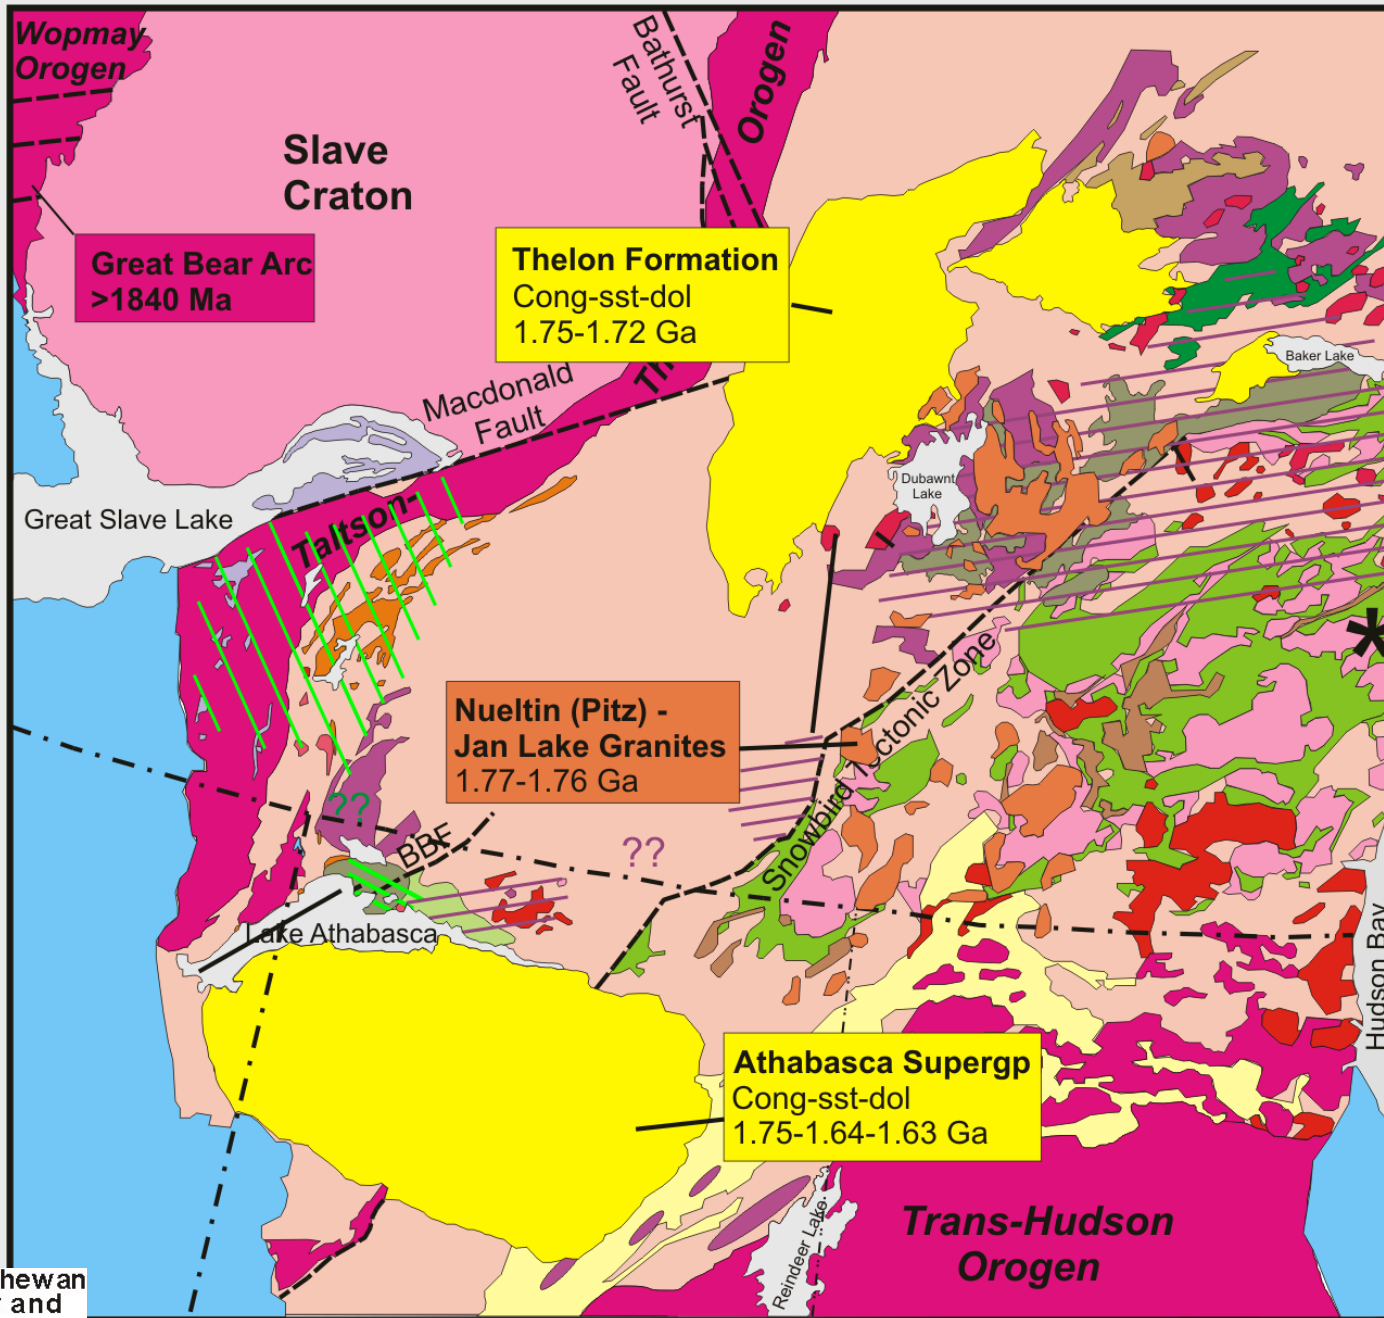 Wopmay
Orogen
Slave
Craton
Bathurst
Fault
Orogen
Great Bear Arc
>1840 Ma
Thelon Formation
Cong-sst-dol
1.75-1.72 Ga
Macdonald
Fault
Th
Taltson-
Great Slave Lake
Baker Lake
Dubawnt
Lake
*
Nueltin (Pitz) -
Jan Lake Granites
1.77-1.76 Ga
Snowbird Tectonic Zone
??
??
BBF
Lake Athabasca
Hudson Bay
Athabasca Supergp
Cong-sst-dol
1.75-1.64-1.63 Ga
Trans-Hudson
Orogen
Reindeer Lake
hewan
and